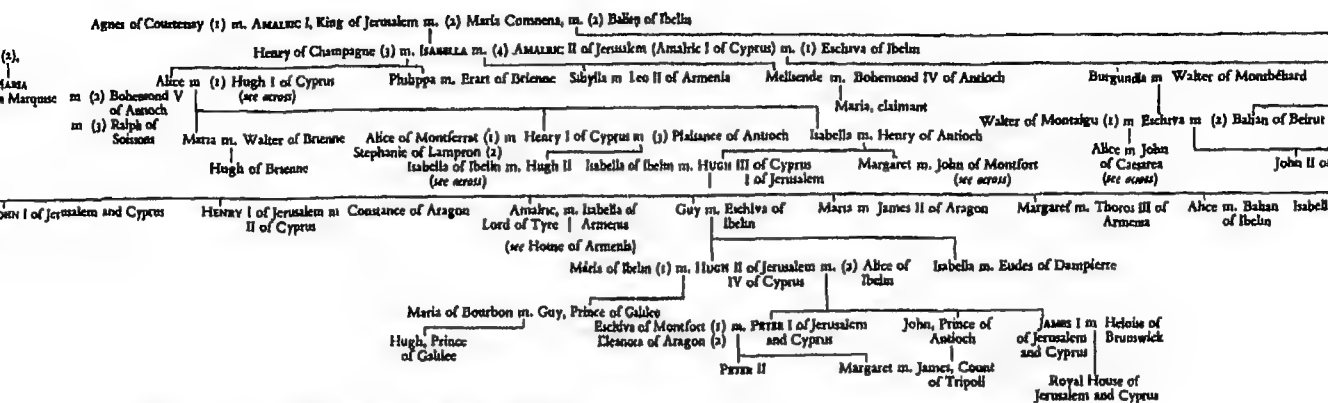 Agnes of Courtenay (1) m. AMALRIC I, King of Jerusalem m. (2) Maria Comnena, m. (2) Balian of Ibelin
(2), Henry of Champagne (3) m. ISABELLA m. (4) AMALRIC II of Jerusalem (Amalric I of Cyprus) m. (1) Eschiva of Ibelin
MARIA Alice m (1) Hugh I of Cyprus Philippa m. Erart of Brienne Sibylla m Leo II of Armenia Melisende m. Bohemond IV of Antioch Burgundia m Walter of Montbéliard
Marquise m (2) Bohemond V (see across)
of Antioch Maria, claimant
m (3) Ralph of Walter of Montaigu (1) m Eschiva m (2) Balian of Beirut
Soissons Maria m. Walter of Brienne Alice of Montferrat (1) m Henry I of Cyprus m (3) Plaisance of Antioch Isabella m. Henry of Antioch
Stephanie of Lampron (2) Alice m John
Hugh of Brienne Isabella of Ibelin m. Hugh II Isabella of Ibelin m. HUGH III of Cyprus Margaret m. John of Montfort of Caesarea John II of
(see across) I of Jerusalem (see across) (see across)
JOHN I of Jerusalem and Cyprus HENRY I of Jerusalem m Constance of Aragon Amalric, m. Isabella of Guy m. Eschiva of Maria m James II of Aragon Margaret m. Thoros III of Alice m. Balian
II of Cyprus Lord of Tyre Armenia Ibelin Armenia of Ibelin
(see House of Armenia)
Maria of Ibelin (1) m. HUGH II of Jerusalem m. (2) Alice of Isabella m. Eudes of Dampierre
IV of Cyprus Ibelin
Maria of Bourbon m. Guy, Prince of Galilee
Eschiva of Montfort (1) m. PETER I of Jerusalem John, Prince of JAMES I m Heloise of
Hugh, Prince Eleanora of Aragon (2) and Cyprus Antioch of Jerusalem Brunswick
of Galilee and Cyprus
PETER II Margaret m. James, Count
of Tripoli Royal House of
Jerusalem and Cyprus